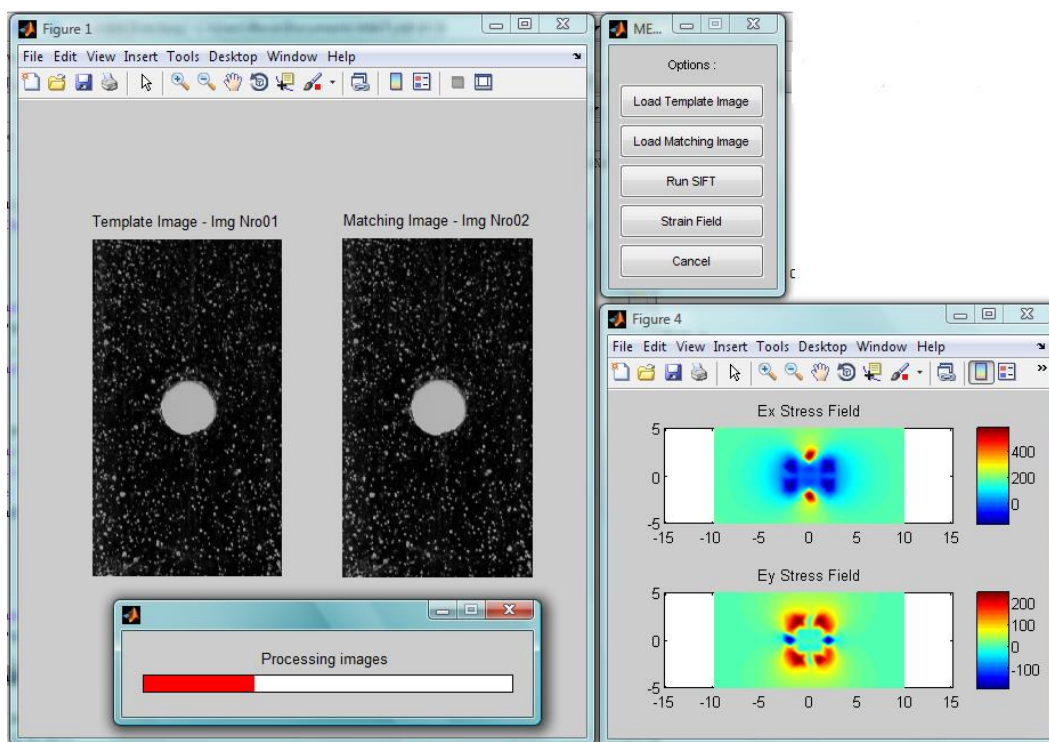 Figure 1
File Edit View Insert Tools Desktop Window Help
Template Image - Img Nro01
Matching Image - Img Nro02
Processing images
ME...
Options :
Load Template Image
Load Matching Image
Run SIFT
Strain Field
Cancel
Figure 4
File Edit View Insert Tools Desktop Window Help
»
Ex Stress Field
5
0
-5
-15 -10 -5 0 5 10 15
400
200
0
Ey Stress Field
5
0
-5
-15 -10 -5 0 5 10 15
200
100
0
-100